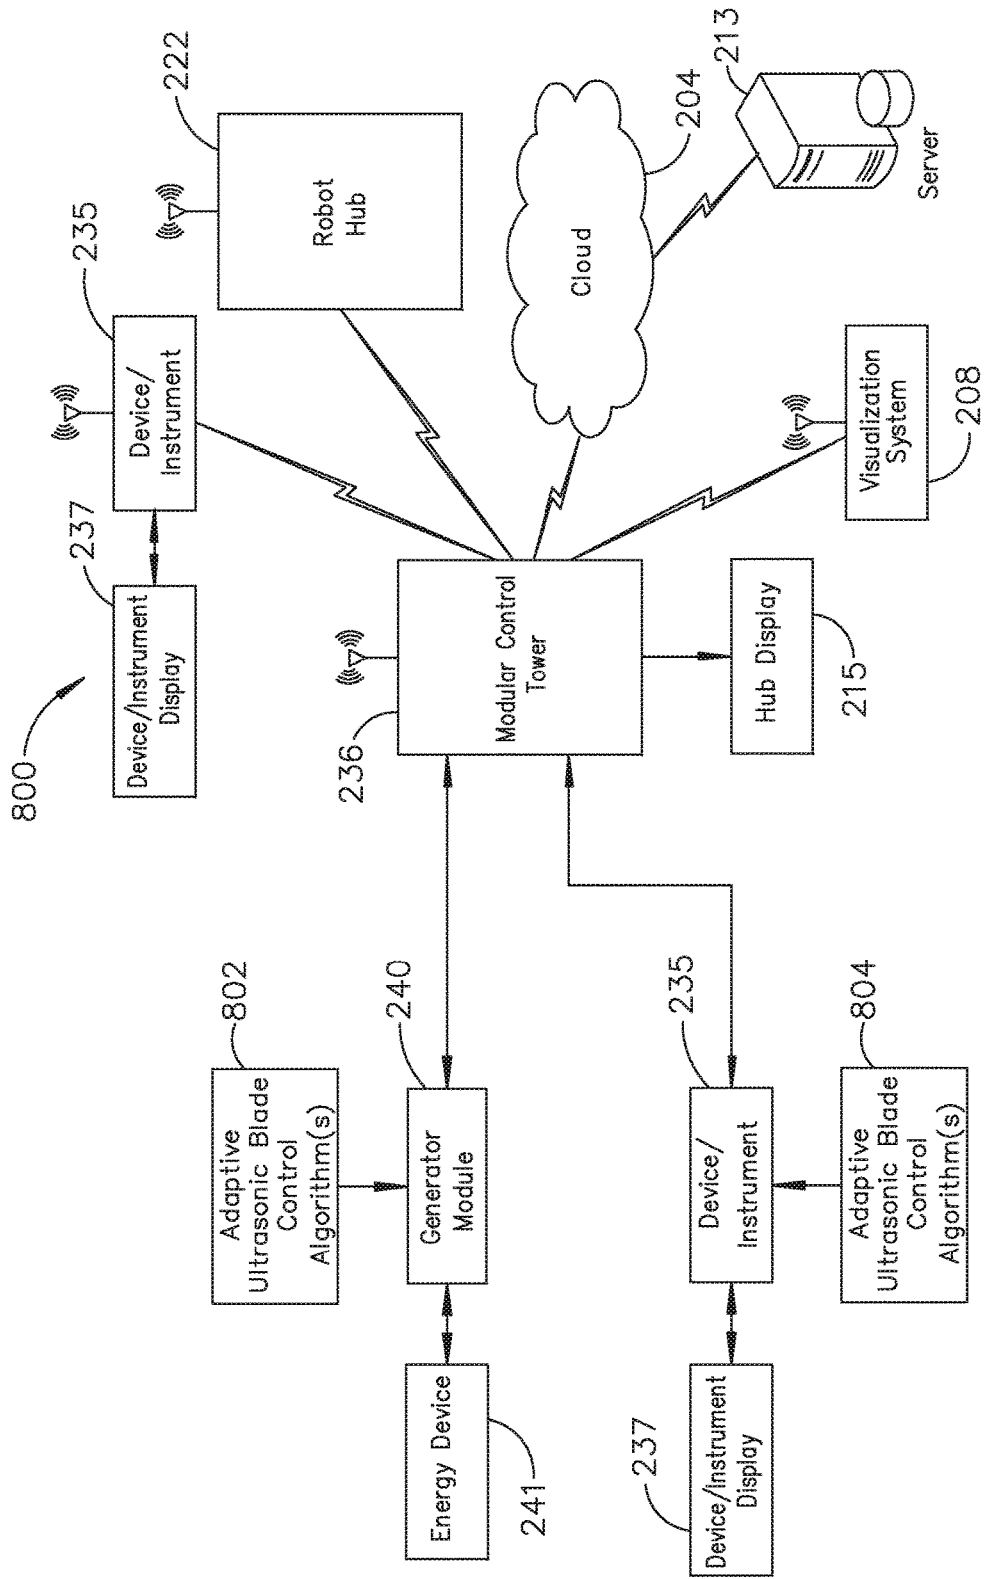 800
237
Device/Instrument
Display
235
Device/
Instrument
222
Robot
Hub
802
Adaptive
Ultrasonic Blade
Control
Algorithm(s)
240
Generator
Module
241
Energy Device
236
Modular Control
Tower
204
Cloud
213
Server
235
Device/
Instrument
237
Device/Instrument
Display
804
Adaptive
Ultrasonic Blade
Control
Algorithm(s)
215
Hub Display
208
Visualization
System